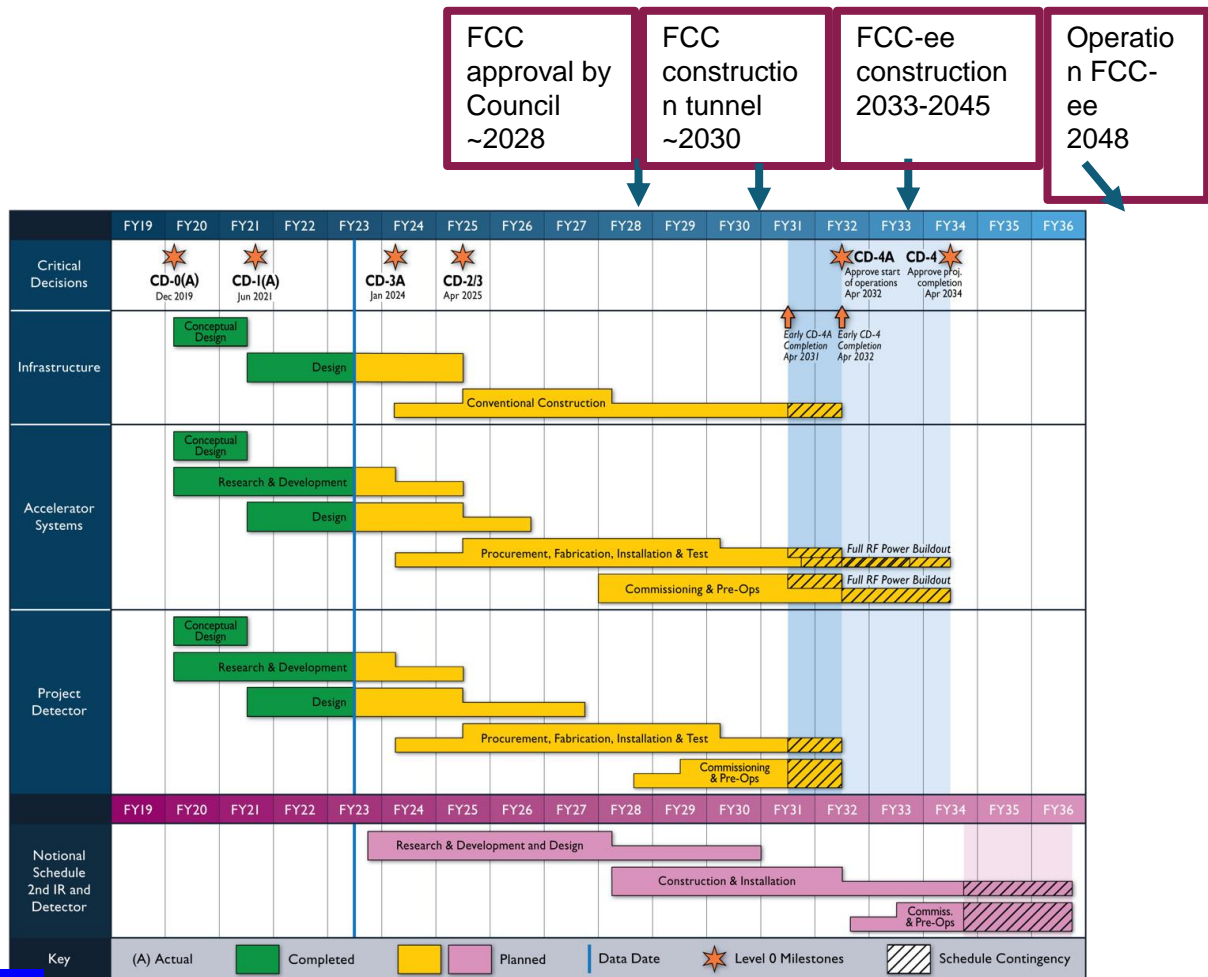 FCC
approval by
Council
~2028
FCC
constructio
n tunnel
~2030
FCC-ee
construction
2033-2045
Operatio
n FCC-
ee
2048
FY19 FY20 FY21 FY22 FY23 FY24 FY25 FY26 FY27 FY28 FY29 FY30 FY31 FY32 FY33 FY34 FY35 FY36
Critical
Decisions
CD-0(A)
Dec 2019
CD-1(A)
Jun 2021
CD-3A
Jan 2024
CD-2/3
Apr 2025
CD-4A
Approve start
of operations
Apr 2032
CD-4
Approve proj.
completion
Apr 2034
Early CD-4A
Completion
Apr 2031
Early CD-4
Completion
Apr 2032
Infrastructure
Conceptual
Design
Design
Conventional Construction
Accelerator
Systems
Conceptual
Design
Research & Development
Design
Procurement, Fabrication, Installation & Test
Full RF Power Buildout
Commissioning & Pre-Ops
Full RF Power Buildout
Project
Detector
Conceptual
Design
Research & Development
Design
Procurement, Fabrication, Installation & Test
Commissioning
& Pre-Ops
FY19 FY20 FY21 FY22 FY23 FY24 FY25 FY26 FY27 FY28 FY29 FY30 FY31 FY32 FY33 FY34 FY35 FY36
Notional
Schedule
2nd IR and
Detector
Research & Development and Design
Construction & Installation
Commiss.
& Pre-Ops
Key
(A) Actual
Completed
Planned
Data Date
Level 0 Milestones
Schedule Contingency